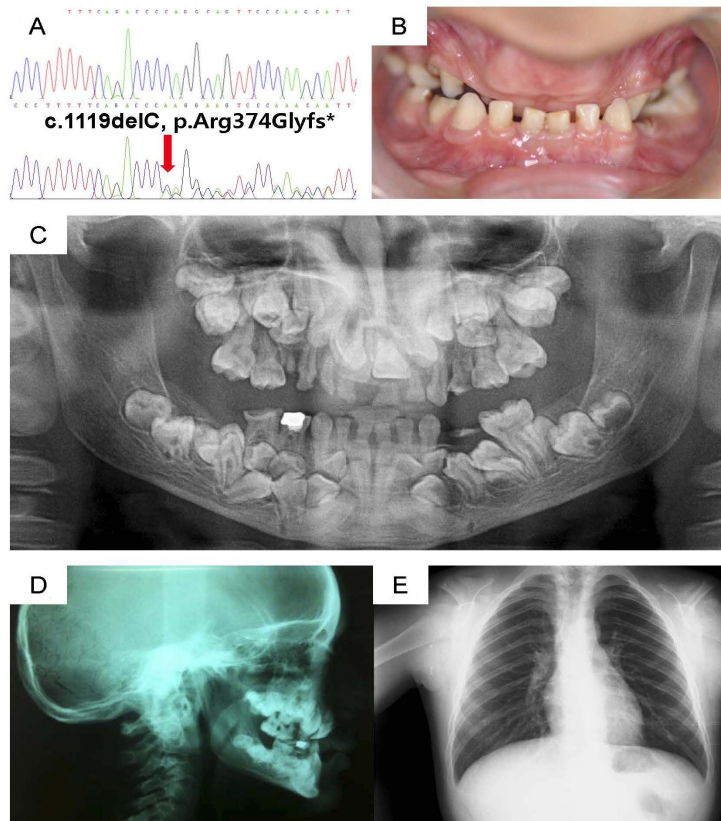 A
T T T C A G A C C C C A G G C A G T T C C C A A G C A T T
C C C T T T T T C A G A C C C A A G G A A G T C C C A A A C A A T T
c.1119delC, p.Arg374Glyfs*
B
C
D
E